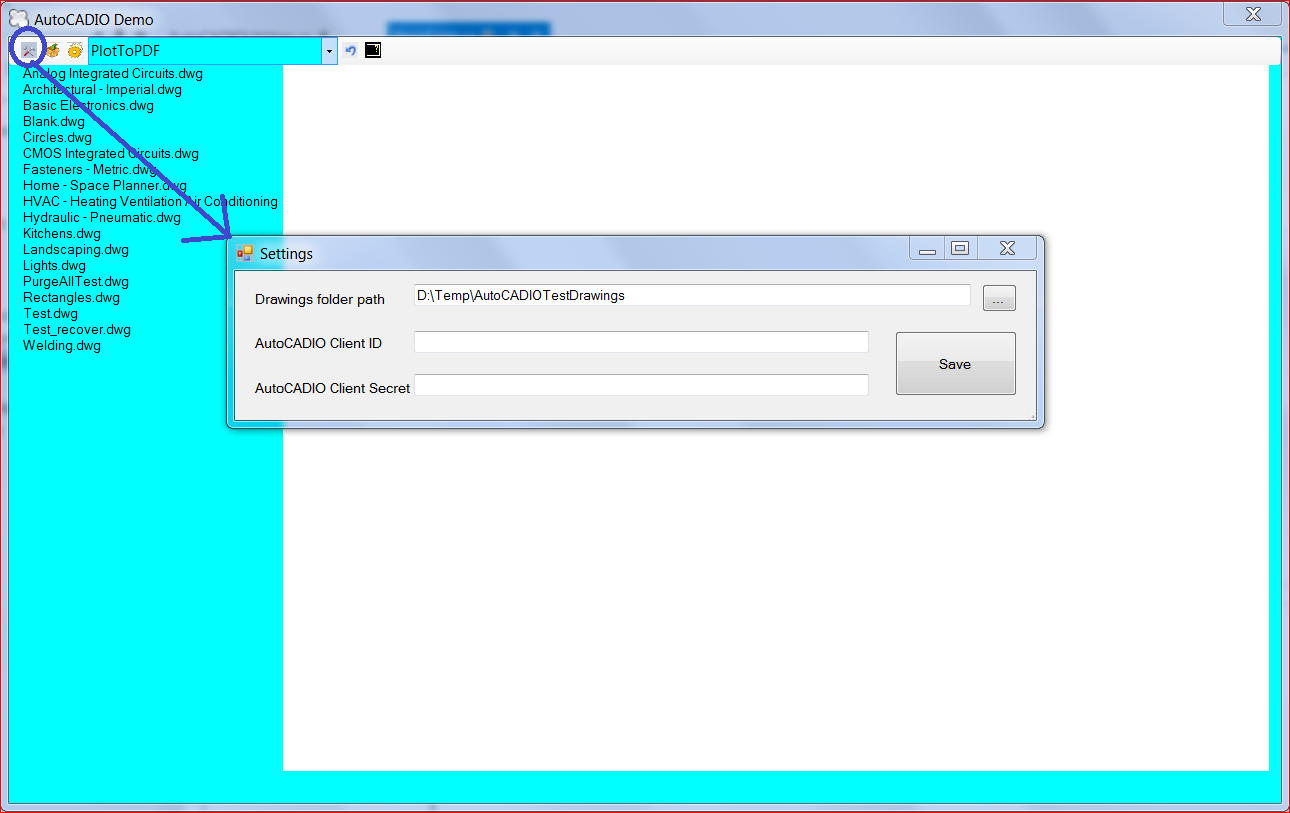 AutoCADIO Demo
PlotToPDF
Analog Integrated Circuits.dwg
Architectural - Imperial.dwg
Basic Electronics.dwg
Blank.dwg
Circles.dwg
CMOS Integrated Circuits.dwg
Fasteners - Metric.dwg
Home - Space Planner.dwg
HVAC - Heating Ventilation Air Conditioning
Hydraulic - Pneumatic.dwg
Kitchens.dwg
Landscaping.dwg
Lights.dwg
PurgeAllTest.dwg
Rectangles.dwg
Test.dwg
Test_recover.dwg
Welding.dwg
Settings
Drawings folder path D:\Temp\AutoCADIOTestDrawings ...
AutoCADIO Client ID
Save
AutoCADIO Client Secret